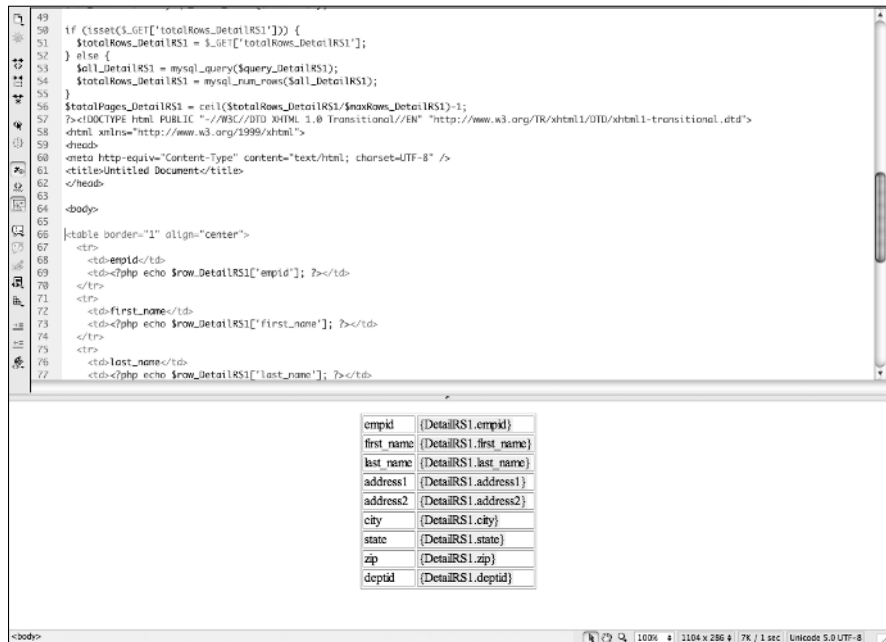 49
50 if (isset($_GET['totalRows_DetailRS1'])) {
51 $totalRows_DetailRS1 = $_GET['totalRows_DetailRS1'];
52 } else {
53 $all_DetailRS1 = mysql_query($query_DetailRS1);
54 $totalRows_DetailRS1 = mysql_num_rows($all_DetailRS1);
55 }
56 $totalPages_DetailRS1 = ceil($totalRows_DetailRS1/$maxRows_DetailRS1)-1;
57 ?><!DOCTYPE html PUBLIC "-//W3C//DTD XHTML 1.0 Transitional//EN" "http://www.w3.org/TR/xhtml1/DTD/xhtml1-transitional.dtd">
58 <html xmlns="http://www.w3.org/1999/xhtml">
59 <head>
60 <meta http-equiv="Content-Type" content="text/html; charset=UTF-8" />
61 <title>Untitled Document</title>
62 </head>
63
64 <body>
65
66 <table border="1" align="center">
67 <tr>
68 <td>empid</td>
69 <td><?php echo $row_DetailRS1['empid']; ?></td>
70 </tr>
71 <tr>
72 <td>first_name</td>
73 <td><?php echo $row_DetailRS1['first_name']; ?></td>
74 </tr>
75 <tr>
76 <td>last_name</td>
77 <td><?php echo $row_DetailRS1['last_name']; ?></td>
empid {DetailRS1.empid}
first_name {DetailRS1.first_name}
last_name {DetailRS1.last_name}
address1 {DetailRS1.address1}
address2 {DetailRS1.address2}
city {DetailRS1.city}
state {DetailRS1.state}
zip {DetailRS1.zip}
deptid {DetailRS1.deptid}
<body> 100% 1104 x 286 7K / 1 sec Unicode 5.0 UTF-8